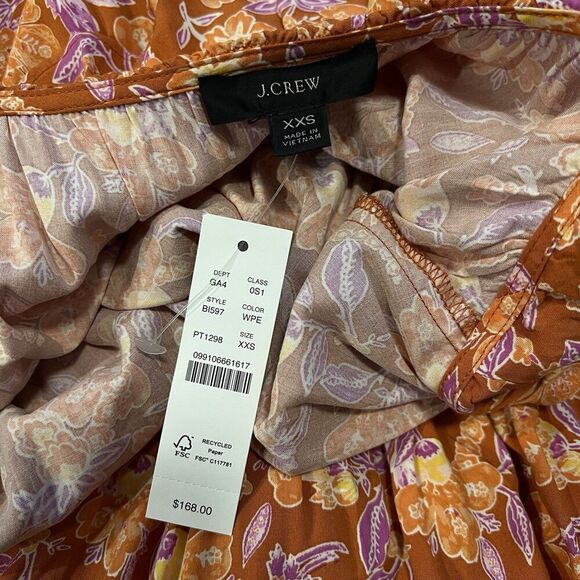 J.CREW
XXS
MADE IN
VIETNAM
DEPT CLASS
GA4 0S1
STYLE COLOR
BI597 WPE
SIZE
PT1298 XXS
099106661617
FSC
RECYCLED
Paper
FSC® C117781
$168.00